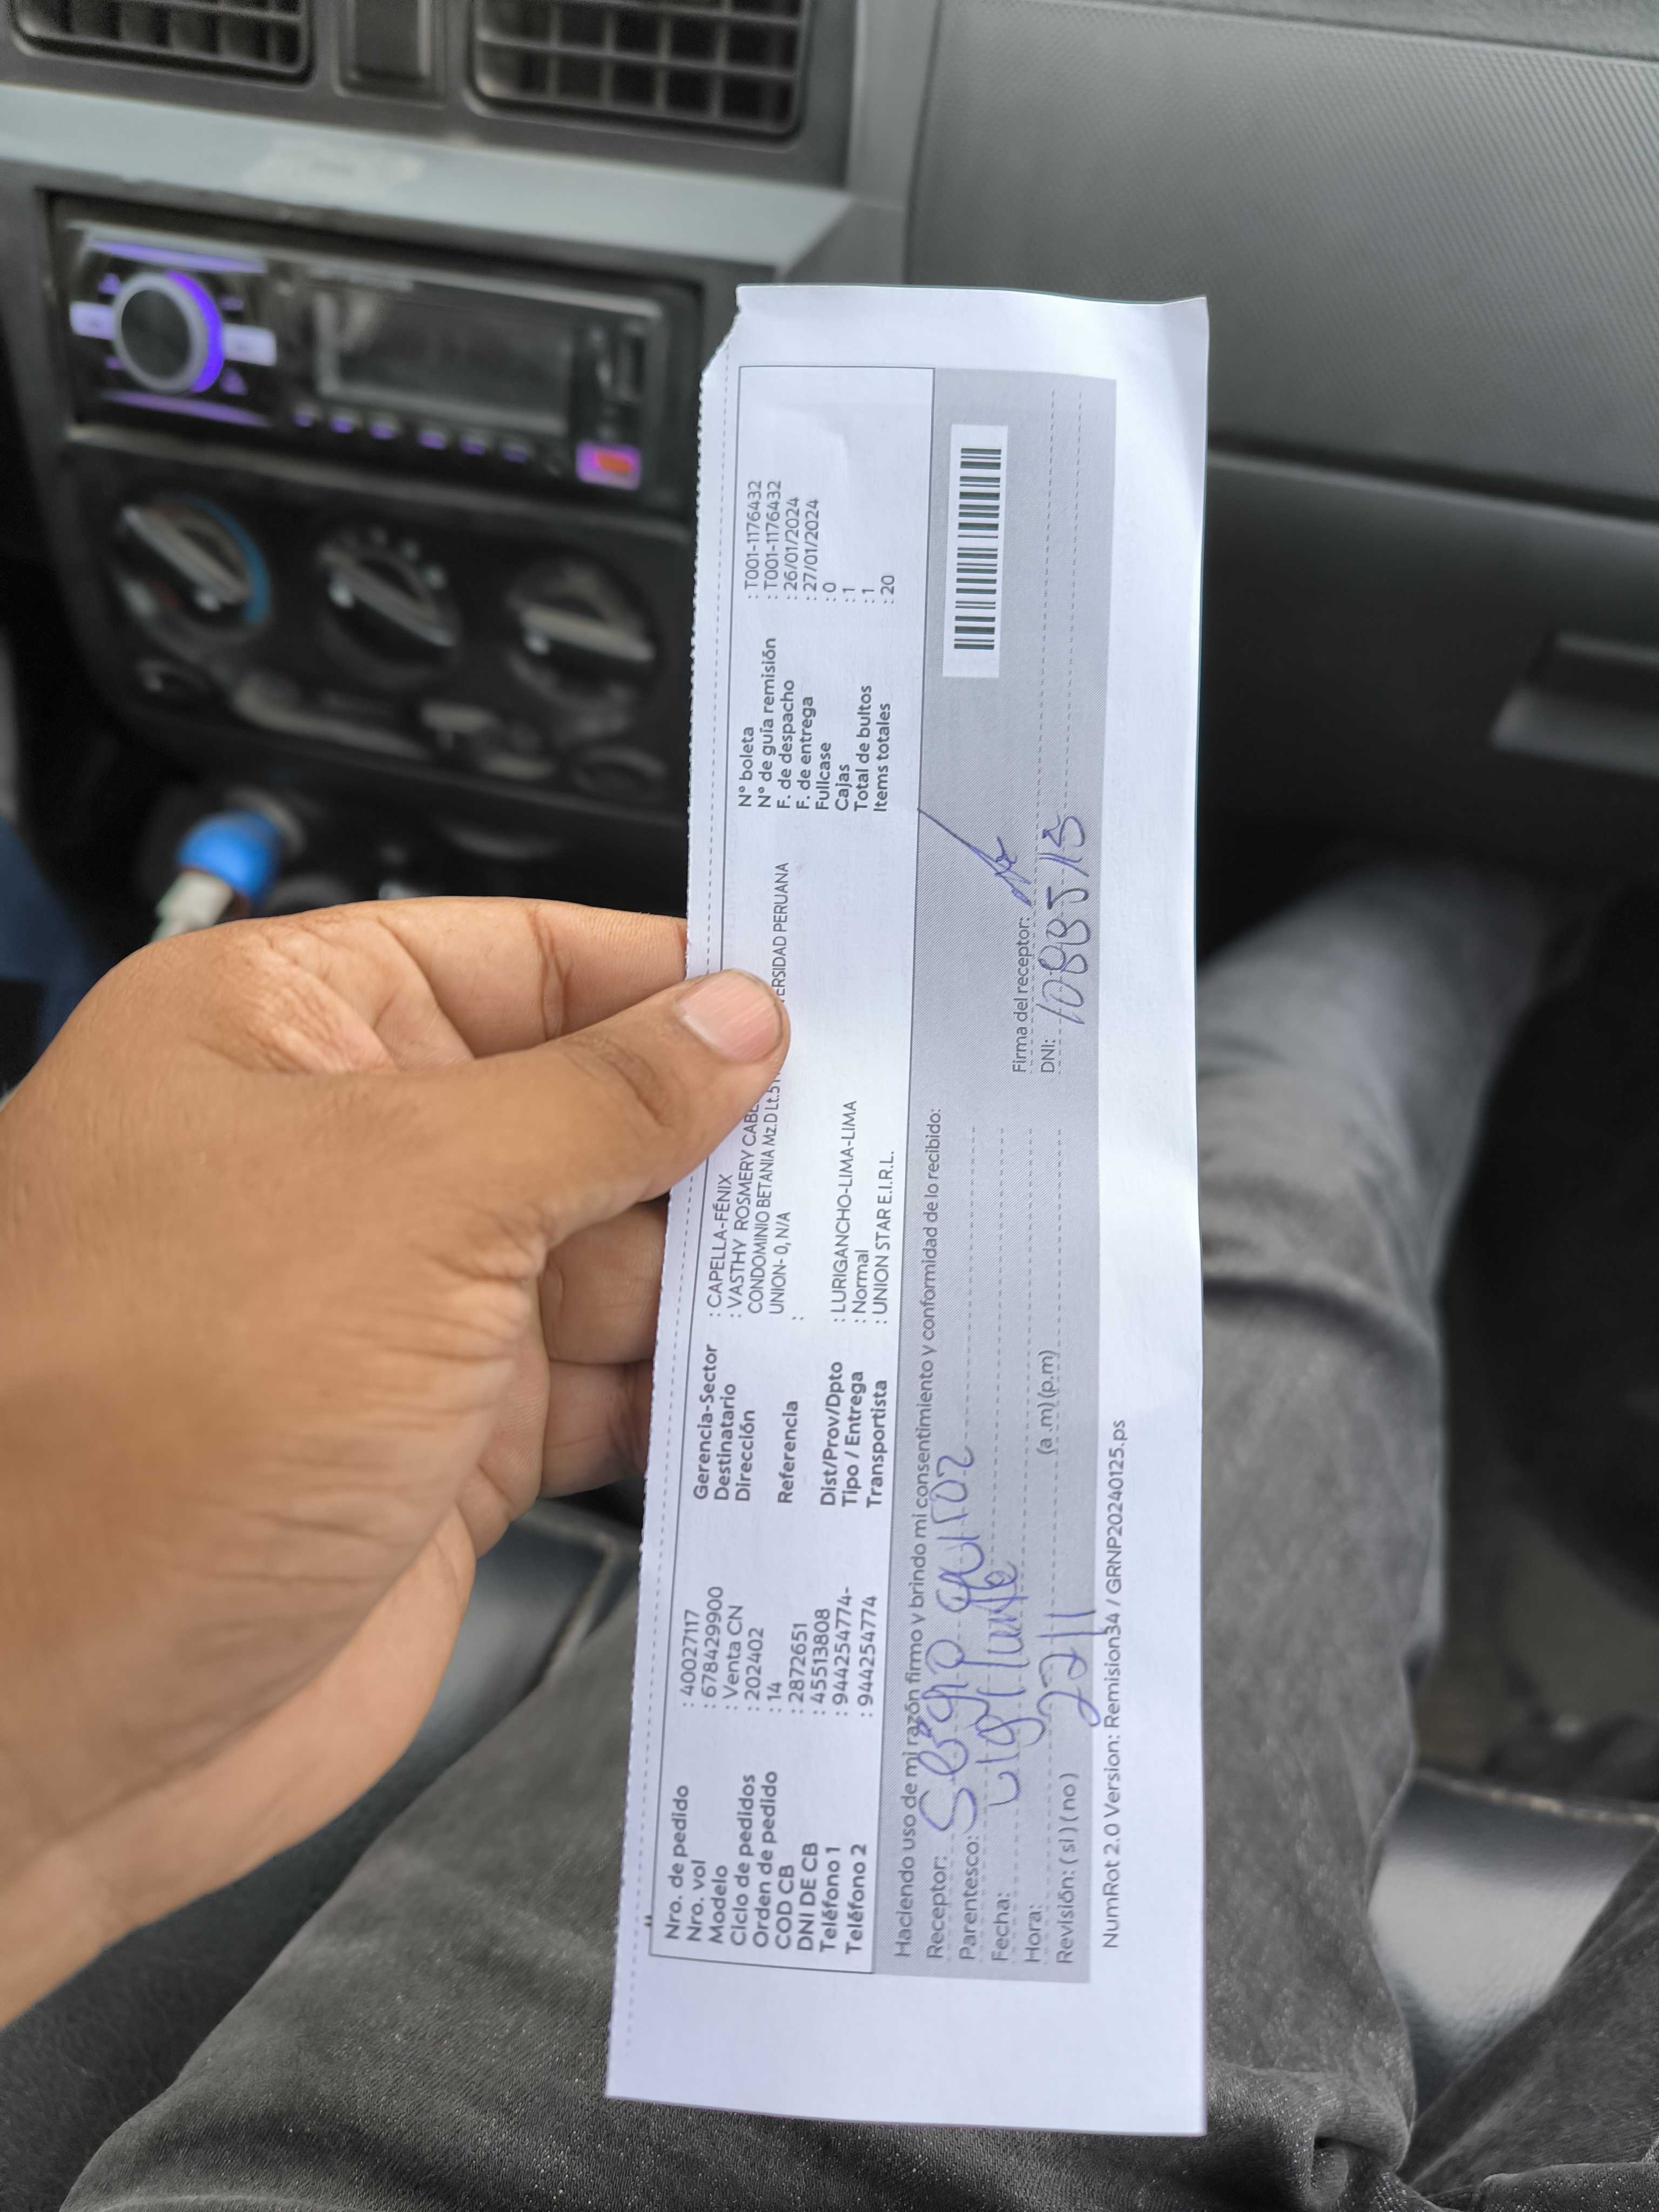 Nro. de pedido : 40027117
Nro. vol : 678429900
Modelo : Venta CN
Ciclo de pedidos : 202402
Orden de pedido : 14
COD CB : 2872651
DNI DE CB : 45513808
Teléfono 1 : 944254774-
Teléfono 2 : 944254774
Gerencia-Sector : CAPELLA-FÉNIX
Destinatario : VASTHY ROSMERY
Dirección CONDOMINIO BETANIA Mz.D Lt.
UNION- 0, N/A
ERSIDAD PERUANA
Referencia :
Dist/Prov/Dpto : LURIGANCHO-LIMA-LIMA
Tipo / Entrega : Normal
Transportista : UNION STAR E.I.R.L.
N° boleta : T001-1176432
N° de guía remisión : T001-1176432
F. de despacho : 26/01/2024
F. de entrega : 27/01/2024
Fullcase : 0
Cajas : 1
Total de bultos : 1
Items totales : 20
Haciendo uso de mi razón firmo y brindo mi consentimiento y conformidad de lo recibido:
Receptor:
Parentesco:
Fecha:
Hora: (a.m) (p.m)
Revisión: ( si ) ( no )
Firma del receptor:
DNI:
NumRot 2.0 Version: Remision34 / GRNP20240125.ps